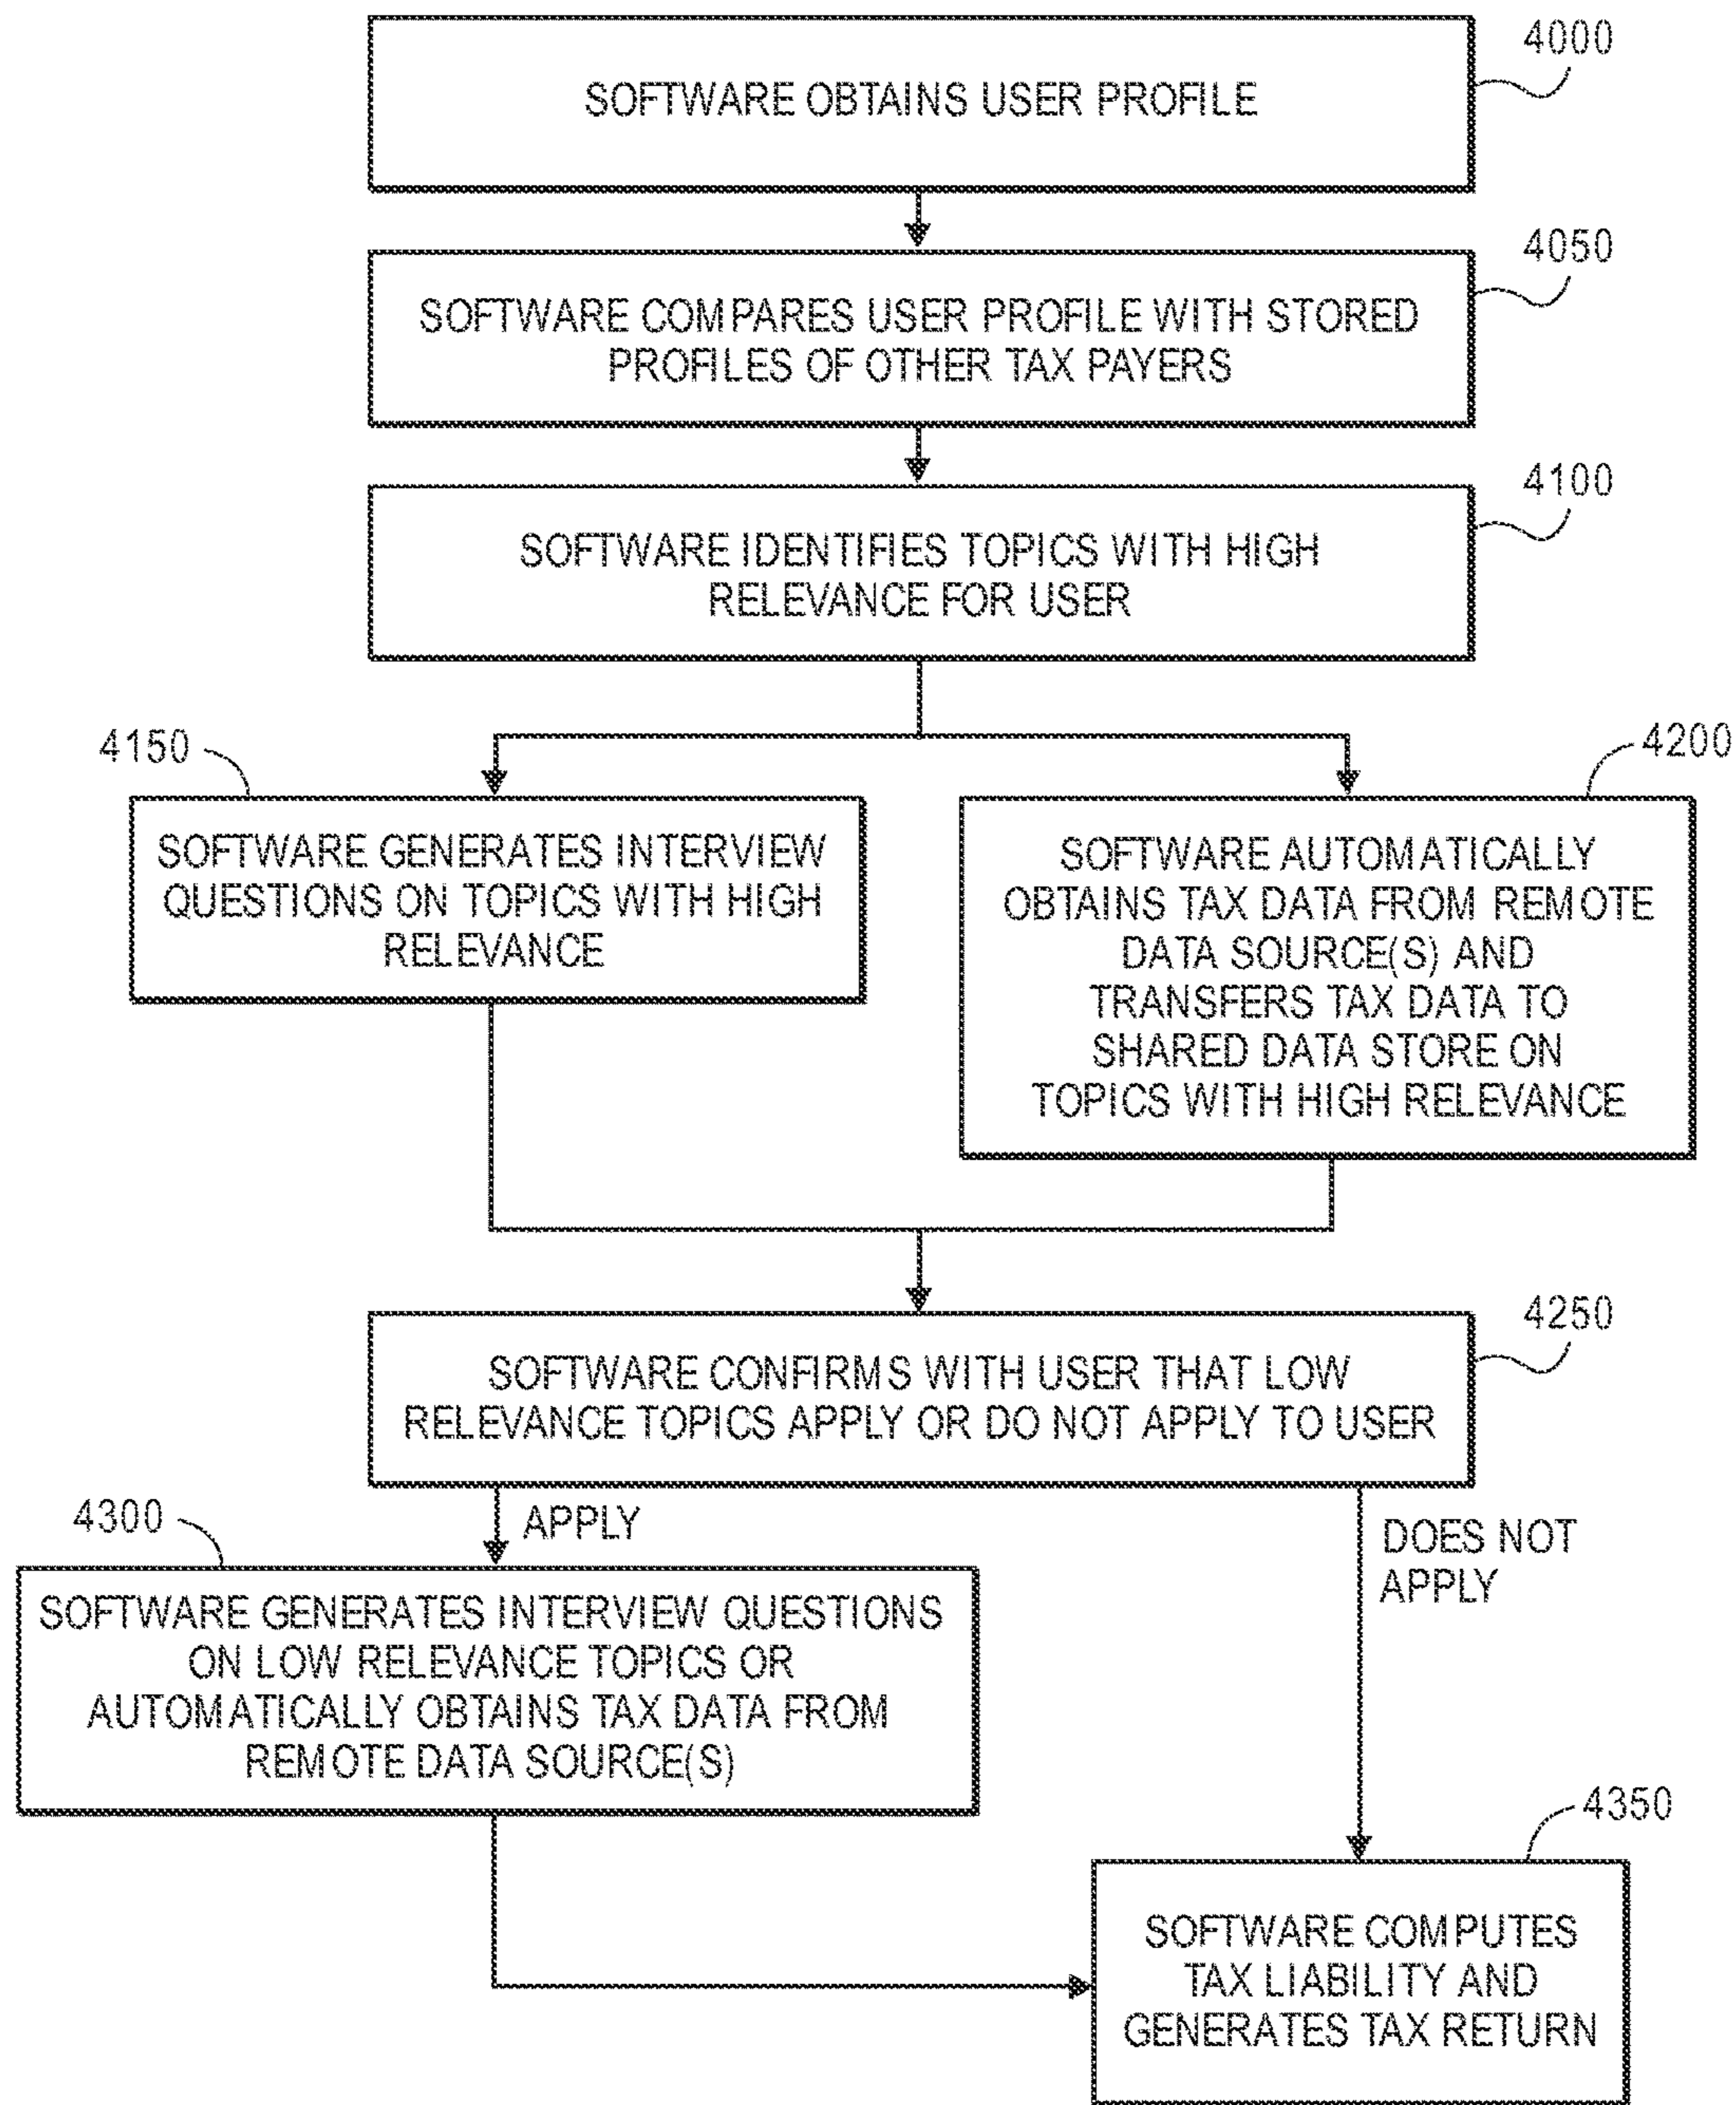 4000
SOFTWARE OBTAINS USER PROFILE
4050
SOFTWARE COMPARES USER PROFILE WITH STORED
PROFILES OF OTHER TAX PAYERS
4100
SOFTWARE IDENTIFIES TOPICS WITH HIGH
RELEVANCE FOR USER
4150
SOFTWARE GENERATES INTERVIEW
QUESTIONS ON TOPICS WITH HIGH
RELEVANCE
4200
SOFTWARE AUTOMATICALLY
OBTAINS TAX DATA FROM REMOTE
DATA SOURCE(S) AND
TRANSFERS TAX DATA TO
SHARED DATA STORE ON
TOPICS WITH HIGH RELEVANCE
4250
SOFTWARE CONFIRMS WITH USER THAT LOW
RELEVANCE TOPICS APPLY OR DO NOT APPLY TO USER
APPLY
DOES NOT
APPLY
4300
SOFTWARE GENERATES INTERVIEW QUESTIONS
ON LOW RELEVANCE TOPICS OR
AUTOMATICALLY OBTAINS TAX DATA FROM
REMOTE DATA SOURCE(S)
4350
SOFTWARE COMPUTES
TAX LIABILITY AND
GENERATES TAX RETURN